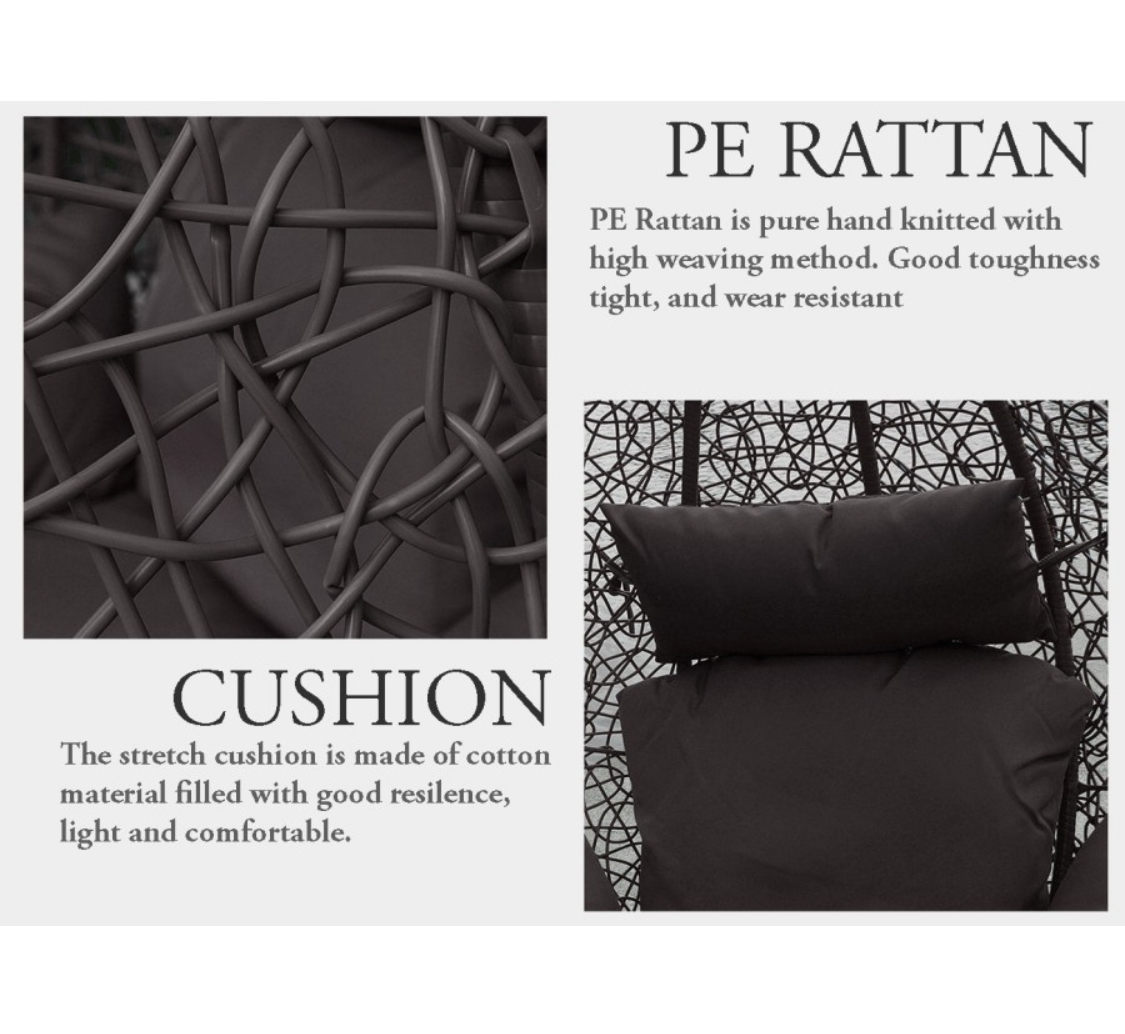 PE RATTAN
PE Rattan is pure hand knitted with
high weaving method. Good toughness
tight, and wear resistant
CUSHION
The stretch cushion is made of cotton
material filled with good resilence,
light and comfortable.